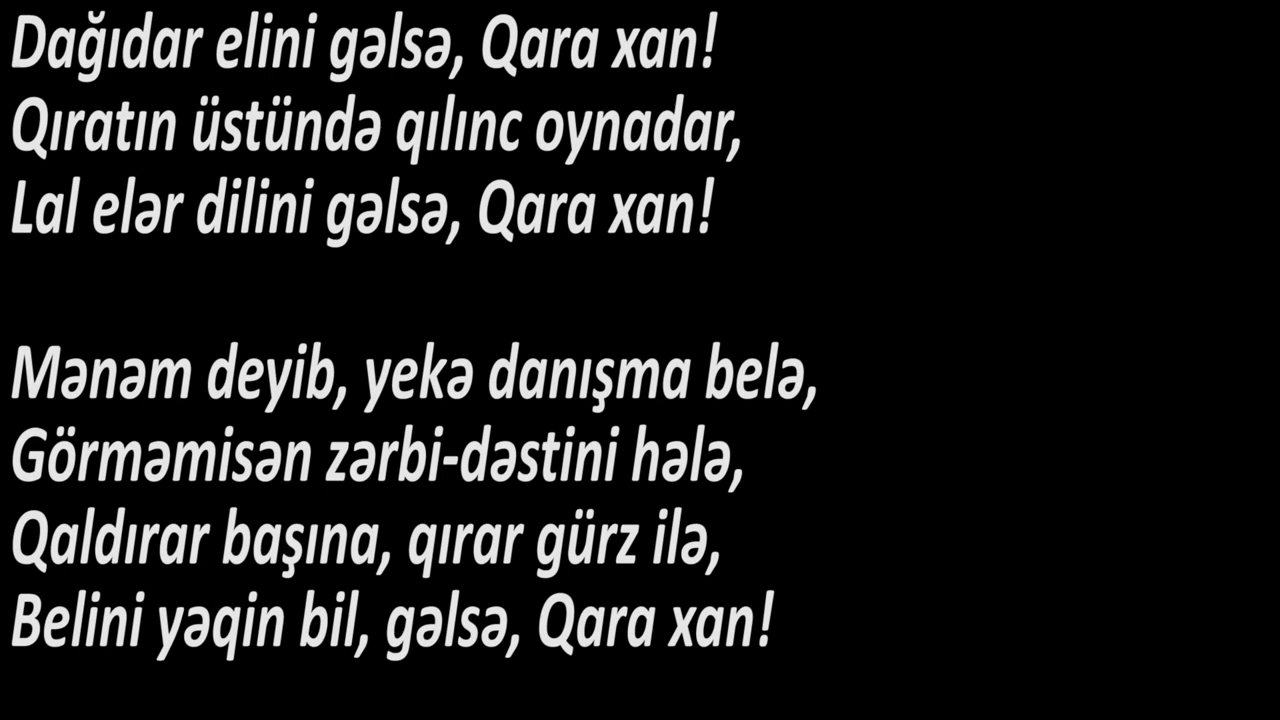 Dağıdar elini gəlsə, Qara xan!
Qıratın üstündə qılınc oynadar,
Lal elər dilini gəlsə, Qara xan!
Mənəm deyib, yekə danışma belə,
Görməmisən zərbi-dəstini hələ,
Qaldırar başına, qırar gürz ilə,
Belini yəqin bil, gəlsə, Qara xan!